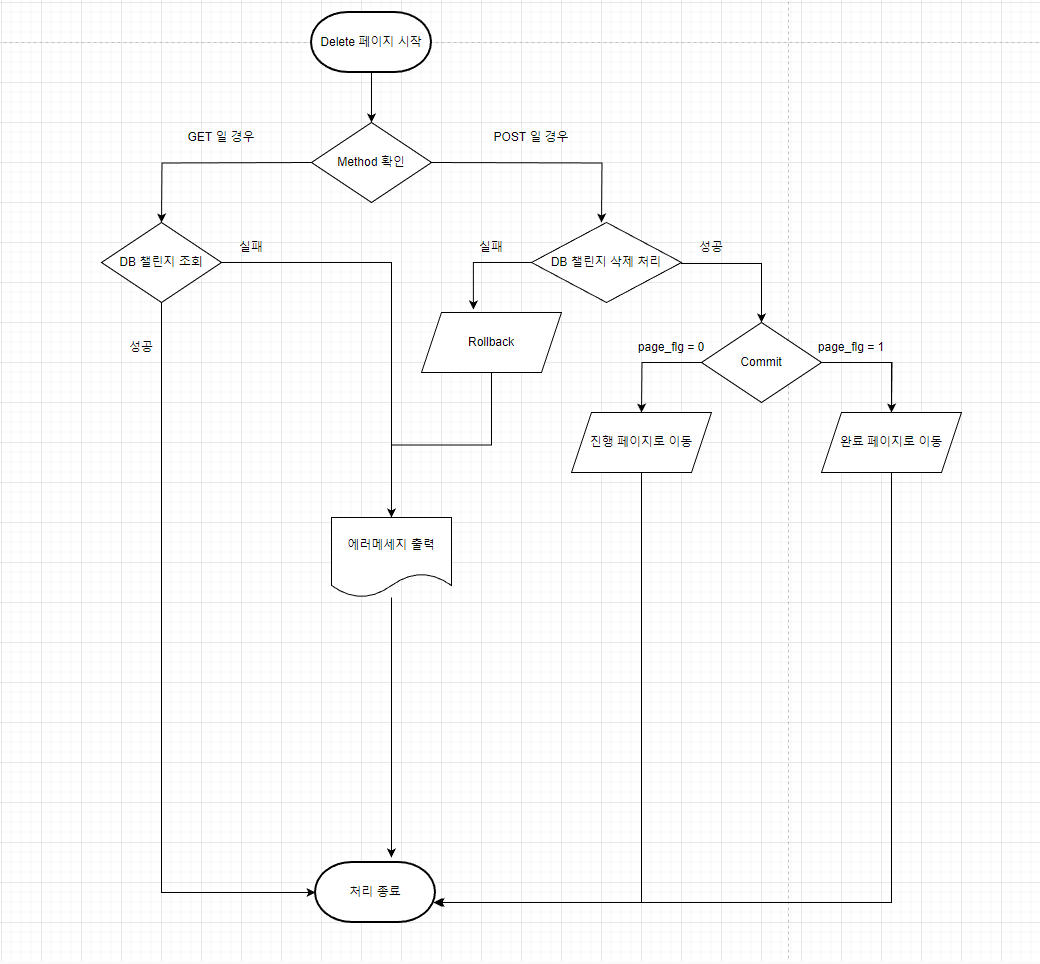 Delete 페이지 시작
GET 일 경우
POST 일 경우
Method 확인
실패
실패
성공
DB 챌린지 조회
DB 챌린지 삭제 처리
성공
Rollback
page_flg = 0
page_flg = 1
Commit
진행 페이지로 이동
완료 페이지로 이동
에러메세지 출력
처리 종료